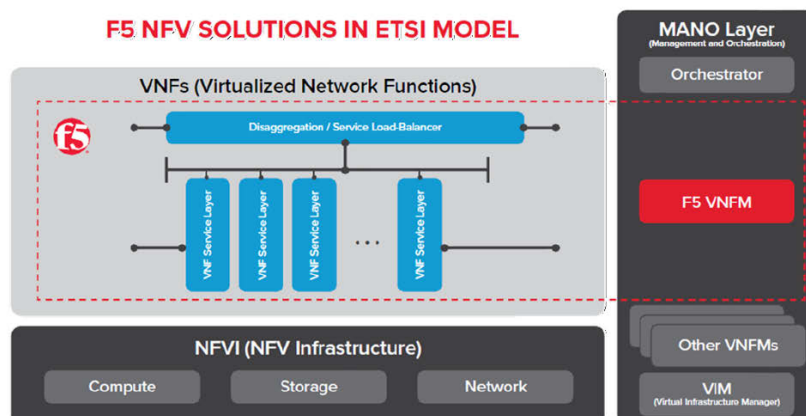 F5 NFV SOLUTIONS IN ETSI MODEL
VNFs (Virtualized Network Functions)
f5
Disaggregation / Service Load-Balancer
VNF Service Layer
VNF Service Layer
VNF Service Layer
...
VNF Service Layer
NFVI (NFV Infrastructure)
Compute
Storage
Network
MANO Layer
(Management and Orchestration)
Orchestrator
F5 VNFM
Other VNFMs
VIM
(Virtual Infrastructure Manager)